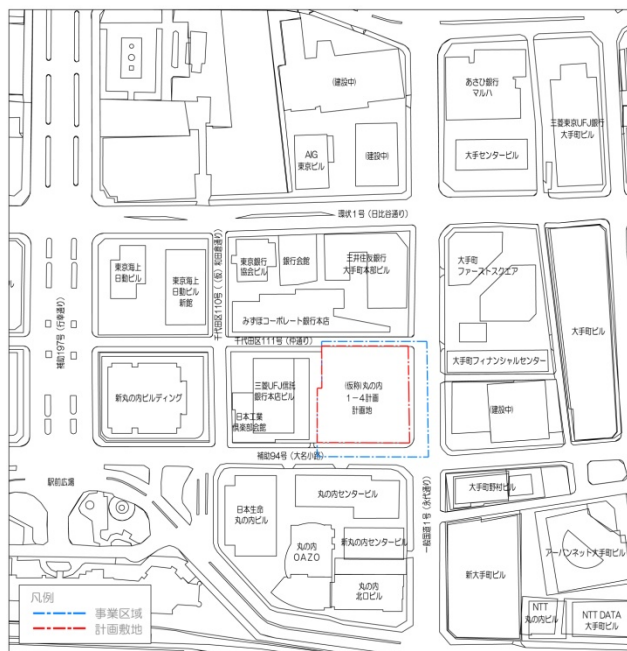 (建設中)
AIG
東京ビル
(建設中)
あさひ銀行
マルハ
大手センタービル
三菱東京UFJ銀行
大手町ビル
環状1号(日比谷通り)
東京海上
日動ビル
東京海上
日動ビル
新館
千代田区110号((仮)和田倉通り)
東京銀行
協会ビル
銀行会館
三井住友銀行
大手町本部ビル
みずほコーポレート銀行本店
大手町
ファーストスクエア
大手町ビル
ル
補助197号(行幸通り)
千代田区111号(仲通り)
大手町フィナンシャルセンター
新丸の内ビルディング
三菱UFJ信託
銀行本店ビル
日本工業
倶楽部会館
(仮称)丸の内
1-4計画
計画地
(建設中)
補助94号(大名小路)
一般国道1号(永代通り)
駅前広場
日本生命
丸の内ビル
丸の内センタービル
丸の内
OAZO
新丸の内センタービル
丸の内
北口ビル
大手町野村ビル
新大手町ビル
アーバンネット大手町ビル
NTT
丸の内ビル
NTT DATA
大手町ビル
凡例
事業区域
計画敷地